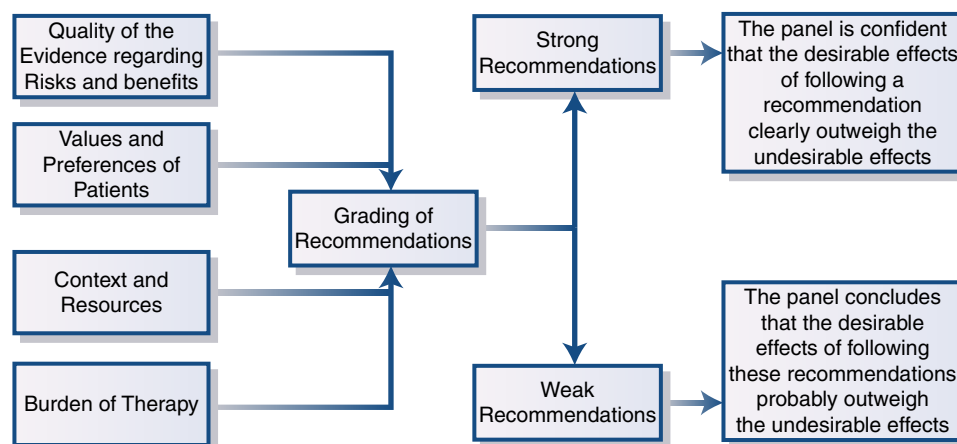 Quality of the
Evidence regarding
Risks and benefits
Values and
Preferences of
Patients
Context and
Resources
Burden of Therapy
Grading of
Recommendations
Strong
Recommendations
Weak
Recommendations
The panel is confident
that the desirable effects
of following a
recommendation
clearly outweigh the
undesirable effects
The panel concludes
that the desirable
effects of following
these recommendations
probably outweigh
the undesirable effects